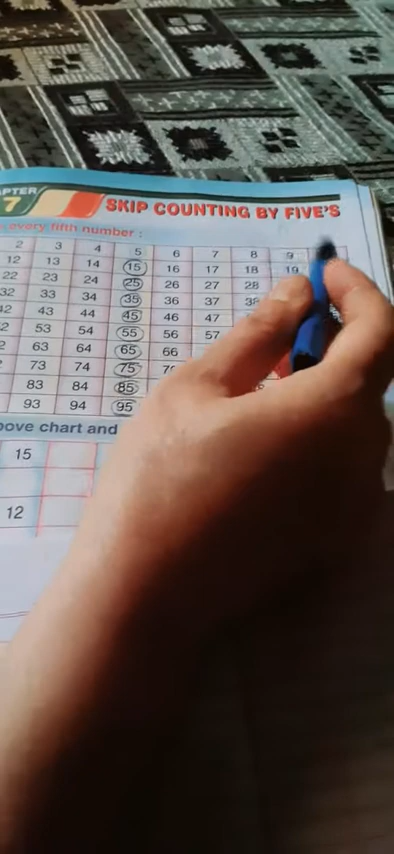 PTER
7
SKIP COUNTING BY FIVE'S
every fifth number :
2 3 4 5 6 7 8 9
12 13 14 15 16 17 18 19
22 23 24 25 26 27 28
32 33 34 35 36 37 38
42 43 44 45 46 47
53 54 55 56 57
63 64 65 66
73 74 75
83 84 85
93 94 95
ove chart and
15
12